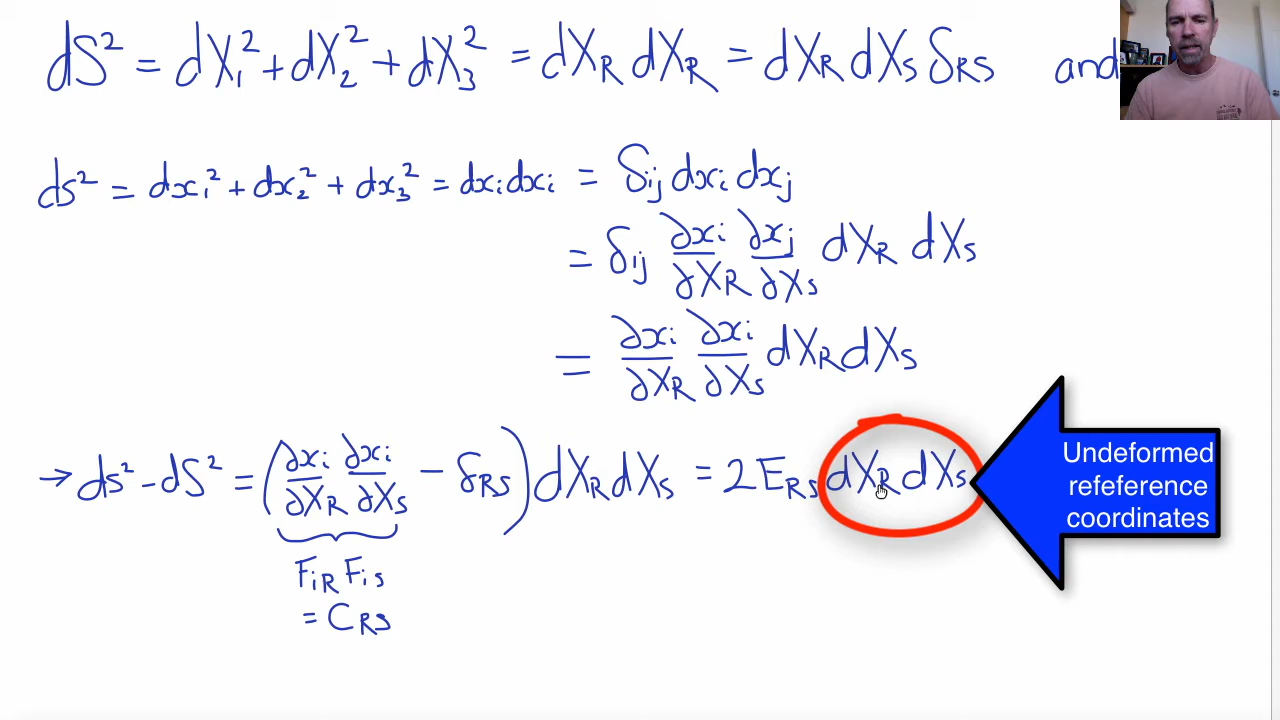 dS² = dX₁² + dX₂² + dX₃² = dX_R dX_R = dX_R dX_S δ_RS and
ds² = dx₁² + dx₂² + dx₃² = dx_i dx_i = δ_ij dx_i dx_j
= δ_ij ∂x_i/∂X_R ∂x_j/∂X_S dX_R dX_S
= ∂x_i/∂X_R ∂x_i/∂X_S dX_R dX_S
→ ds² - dS² = (∂x_i/∂X_R ∂x_i/∂X_S - δ_RS) dX_R dX_S = 2E_RS dX_R dX_S
F_iR F_iS
= C_RS
Undeformed
refeference
coordinates